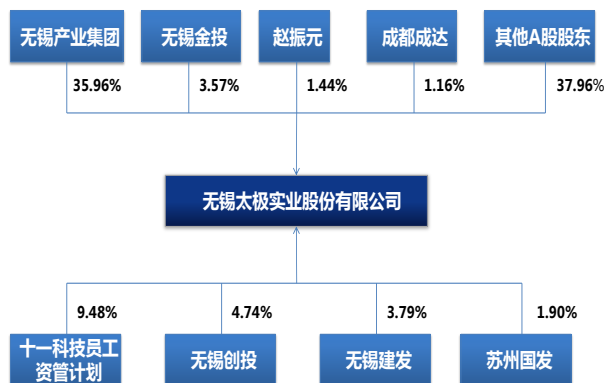 无锡产业集团 无锡金投 赵振元 成都成达 其他A股股东
35.96% 3.57% 1.44% 1.16% 37.96%
无锡太极实业股份有限公司
9.48% 4.74% 3.79% 1.90%
十一科技员工
资管计划
无锡创投 无锡建发 苏州国发